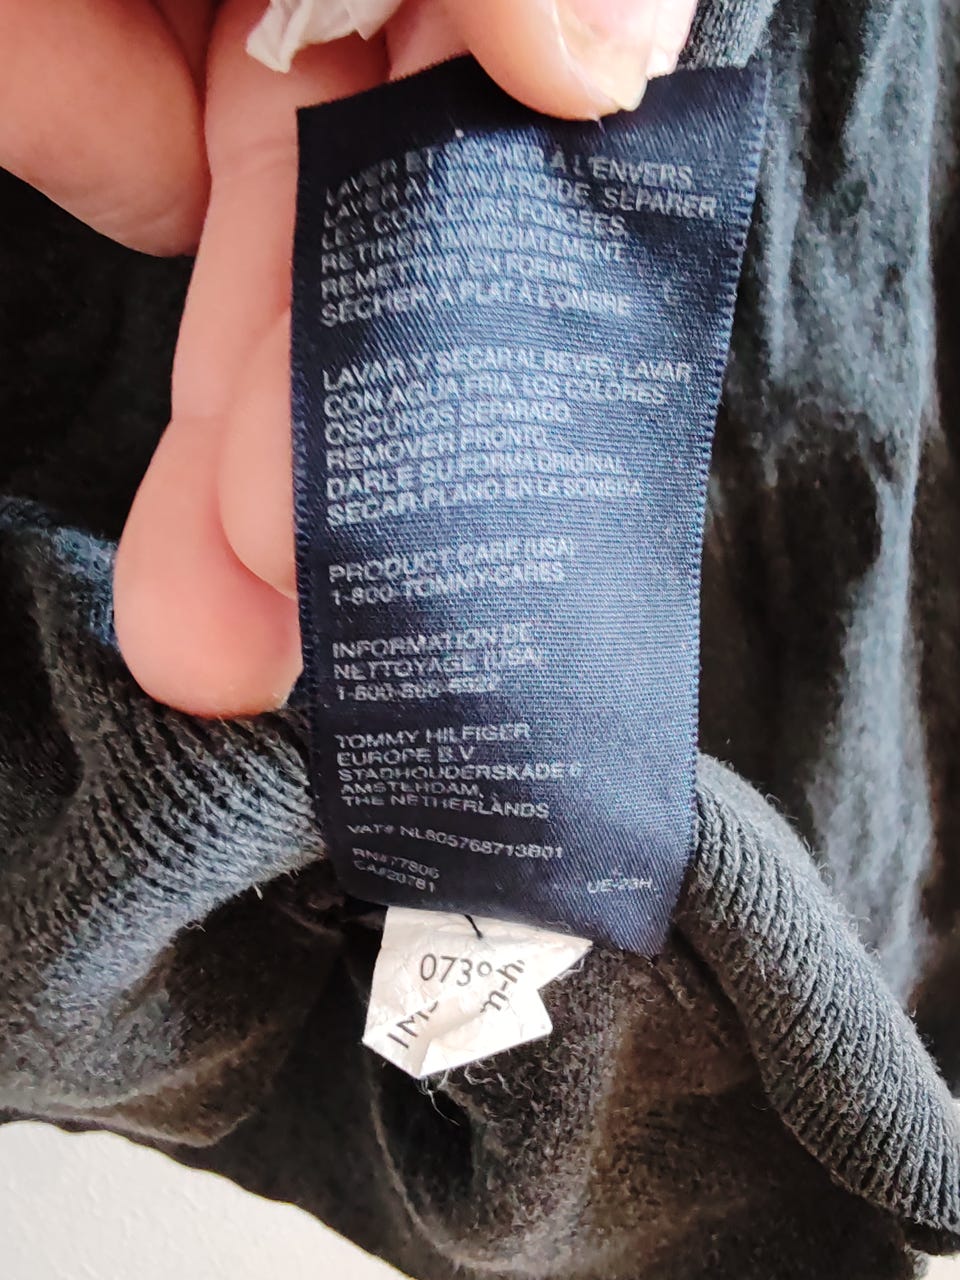 LAVER ET SÉCHER À L'ENVERS
LAVER A L'EAU FROIDE, SÉPARER
LES COULEURS FONCÉES
RETIRER IMMÉDIATEMENT
REMETTRE EN FORME
SÉCHER A PLAT À L'OMBRE
LAVAR Y SECAR AL REVES. LAVAR
CON AGUA FRIA LOS COLORES
OSCUROS SEPARADO
REMOVER PRONTO
DARLE SU FORMA ORIGINAL
SECAR PLANO EN LA SOMBRA
PRODUCT CARE (USA)
1-800-TOMMY-CARES
INFORMATION DE
NETTOYAGE (USA)
1-800-866-
TOMMY HILFIGER
EUROPE B.V
STADHOUDERSKADE 6
AMSTERDAM,
THE NETHERLANDS
VAT# NL805768713B01
RN#77806
CA#20781
UE-23H
073